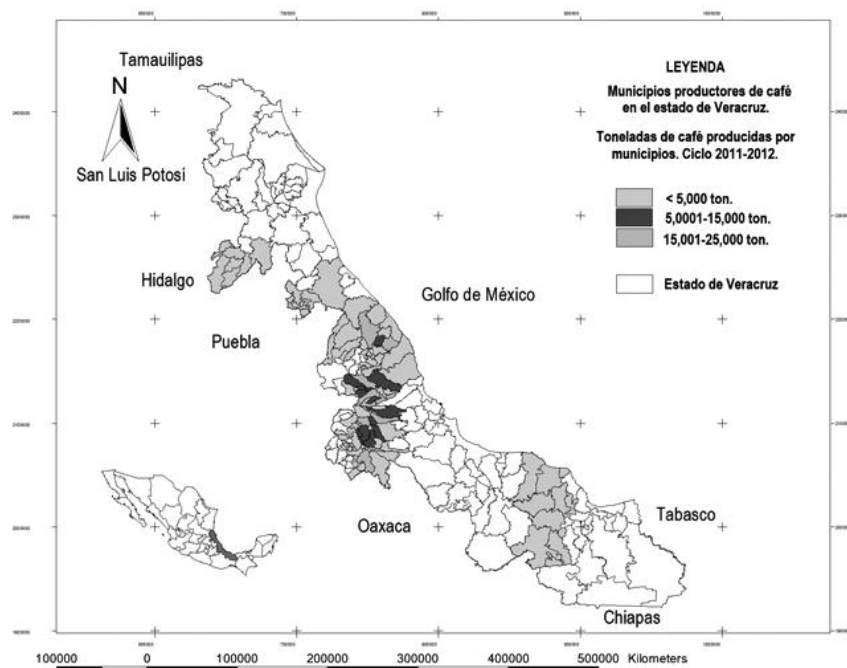 Tamaulipas
N
San Luis Potosí
Hidalgo
Puebla
Golfo de México
Oaxaca
Tabasco
Chiapas
LEYENDA
Municipios productores de café
en el estado de Veracruz.
Toneladas de café producidas por
municipios. Ciclo 2011-2012.
< 5,000 ton.
5,0001-15,000 ton.
15,001-25,000 ton.
Estado de Veracruz
100000 0 100000 200000 300000 400000 500000 Kilometers